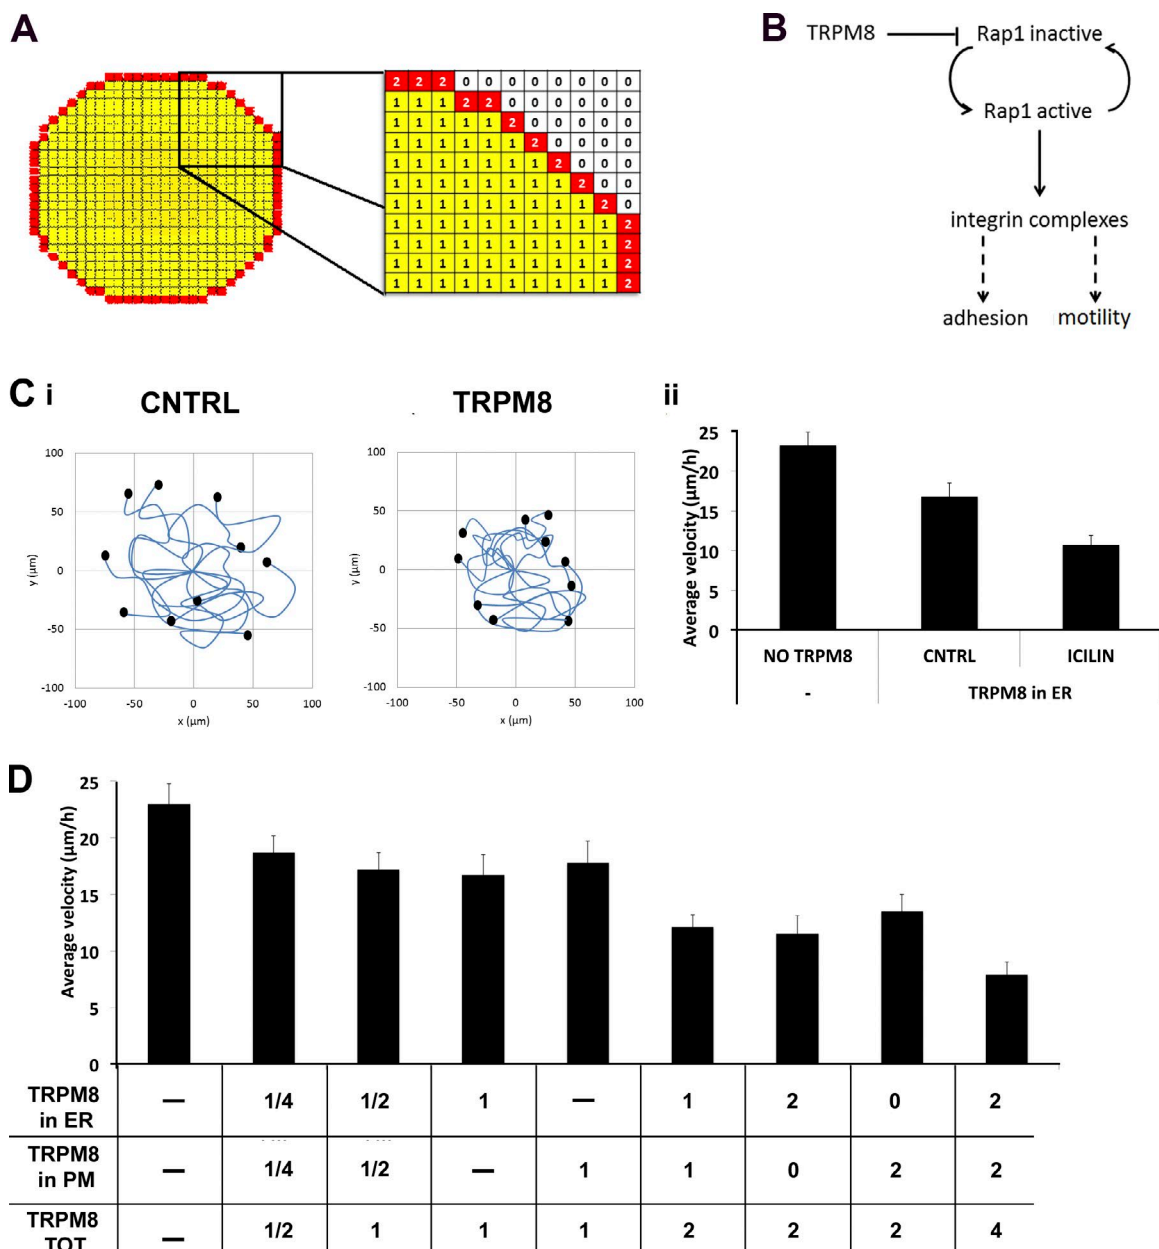 A
2 2 2 0 0 0 0 0 0 0 0
1 1 1 2 2 0 0 0 0 0 0
1 1 1 1 1 2 0 0 0 0 0
1 1 1 1 1 1 2 0 0 0 0
1 1 1 1 1 1 1 2 0 0 0
1 1 1 1 1 1 1 1 2 0 0
1 1 1 1 1 1 1 1 1 2 0
1 1 1 1 1 1 1 1 1 1 2
1 1 1 1 1 1 1 1 1 1 2
1 1 1 1 1 1 1 1 1 1 2
1 1 1 1 1 1 1 1 1 1 2
B
TRPM8 Rap1 inactive
Rap1 active
integrin complexes
adhesion motility
C i
CNTRL
100
50
0
-50
-100
y (µm)
-100 -50 0 50 100
x (µm)
TRPM8
100
50
0
-50
-100
y (µm)
-100 -50 0 50 100
x (µm)
ii
Average velocity (µm/h)
25
20
15
10
5
0
NO TRPM8 CNTRL ICILIN
- TRPM8 in ER
D
Average velocity (µm/h)
25
20
15
10
5
0
TRPM8
in ER
— 1/4 1/2 1 — 1 2 0 2
TRPM8
in PM
— 1/4 1/2 — 1 1 0 2 2
TRPM8
TOT
— 1/2 1 1 1 2 2 2 4